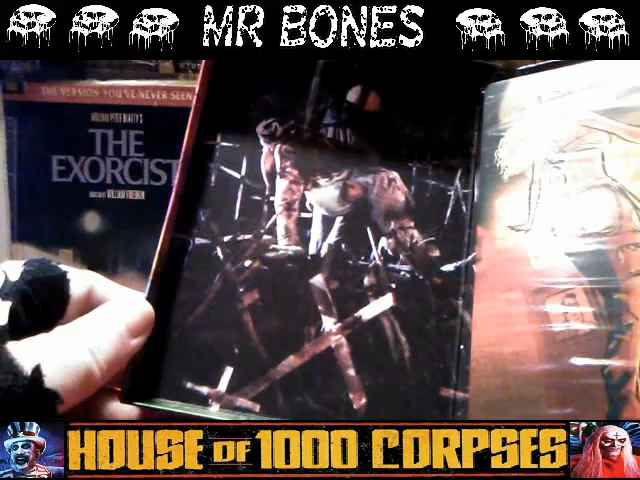 MR BONES
THE VERSION YOU'VE NEVER SEEN
WILLIAM PETER BLATTY'S
THE
EXORCIST
DIRECTED BY WILLIAM FRIEDKIN
HOUSE OF 1000 CORPSES